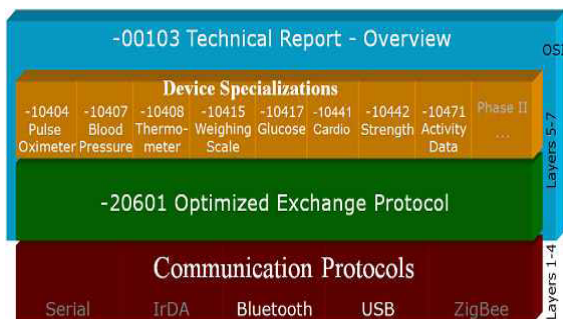 -00103 Technical Report - Overview
OSI
Device Specializations
-10404 -10407 -10408 -10415 -10417 -10441 -10442 -10471 Phase II
Pulse Blood Thermo- Weighing Glucose Cardio Strength Activity ...
Oximeter Pressure meter Scale Data
Layers 5-7
-20601 Optimized Exchange Protocol
Communication Protocols
Serial IrDA Bluetooth USB ZigBee
Layers 1-4